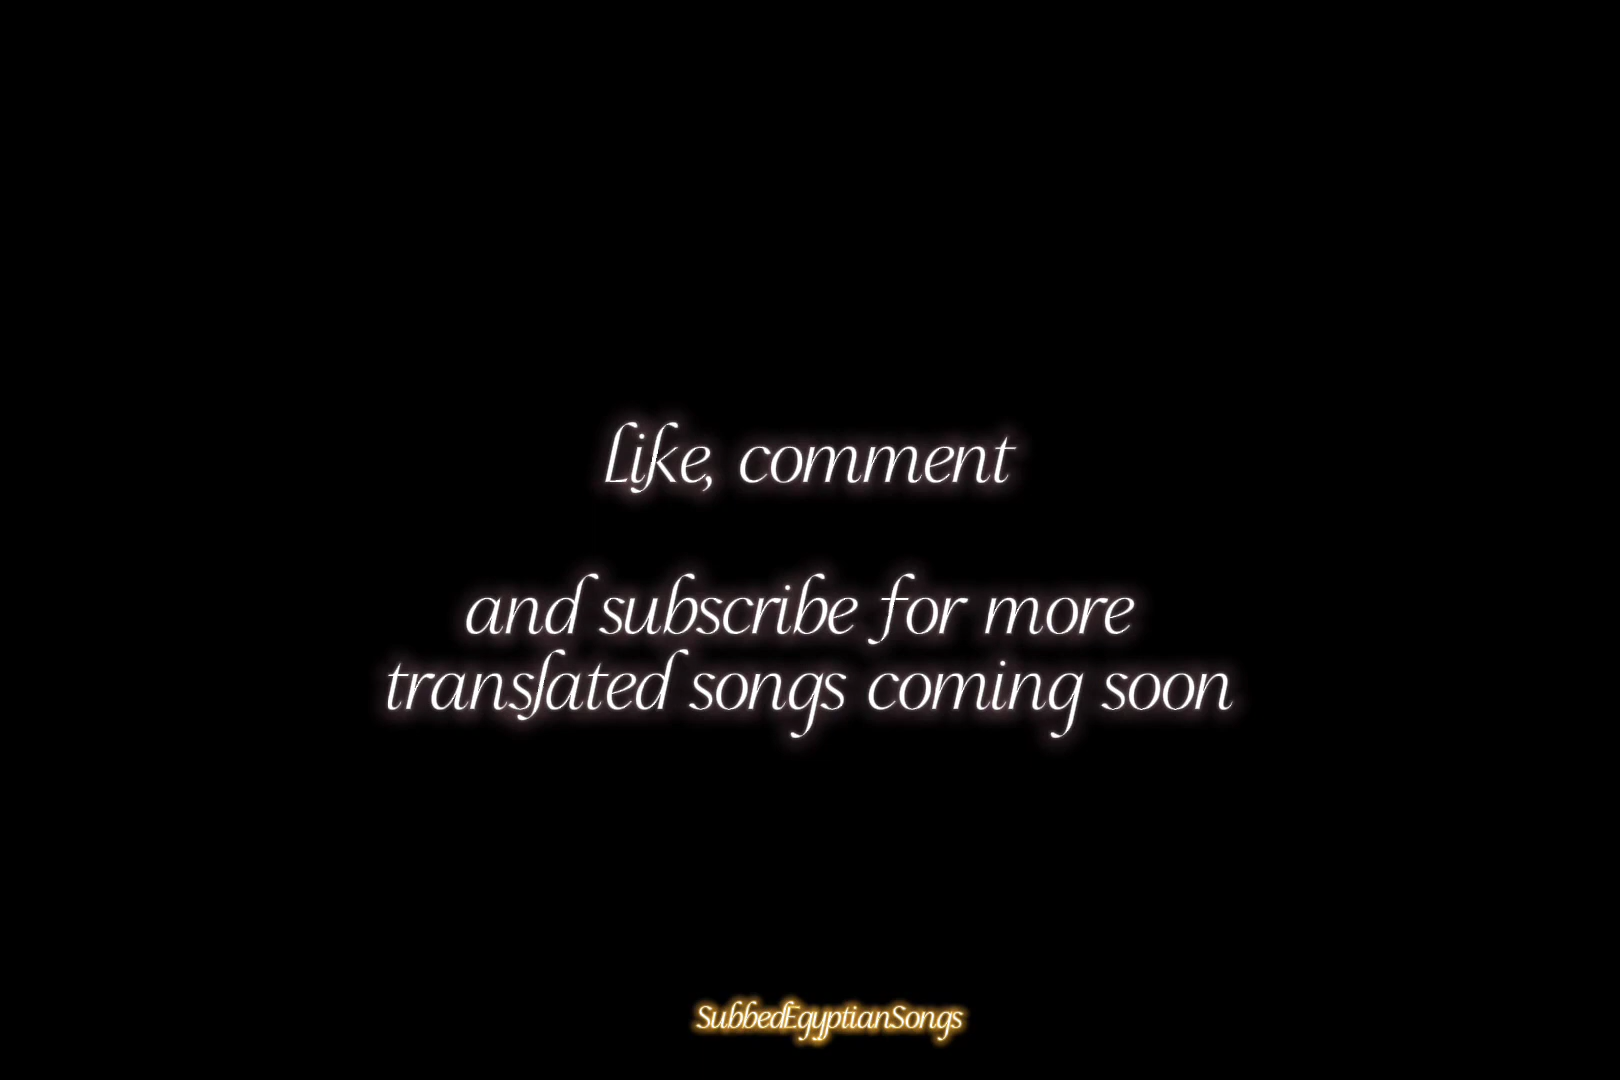 Like, comment
and subscribe for more
translated songs coming soon
SubbedEgyptianSongs